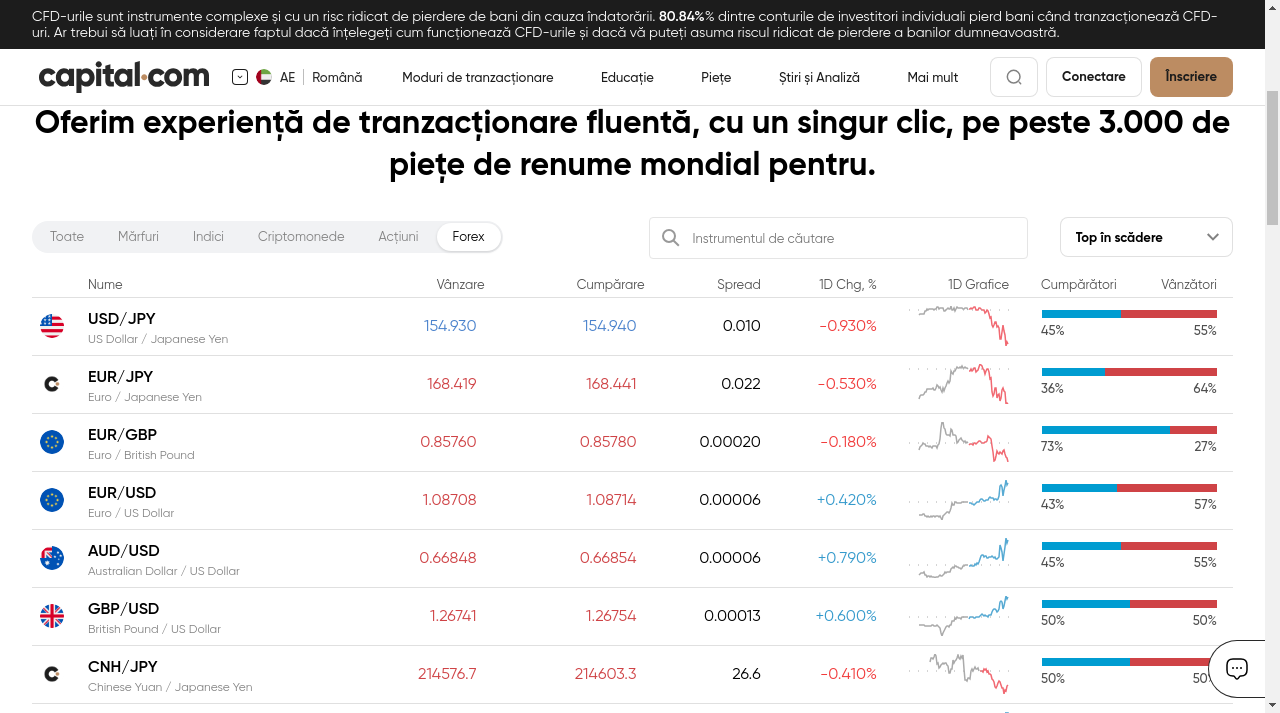 CFD-urile sunt instrumente complexe și cu un risc ridicat de pierdere de bani din cauza îndatorării. 80.84%% dintre conturile de investitori individuali pierd bani când tranzacționează CFD-
uri. Ar trebui să luați în considerare faptul dacă înțelegeți cum funcționează CFD-urile și dacă vă puteți asuma riscul ridicat de pierdere a banilor dumneavoastră.
capital.com AE Română Moduri de tranzacționare Educație Piețe Știri și Analiză Mai mult Conectare Înscriere
Oferim experiență de tranzacționare fluentă, cu un singur clic, pe peste 3.000 de
piețe de renume mondial pentru.
Toate Mărfuri Indici Criptomonede Acțiuni Forex Instrumentul de căutare Top în scădere
Nume Vânzare Cumpărare Spread 1D Chg, % 1D Grafice Cumpărători Vânzători
USD/JPY 154.930 154.940 0.010 -0.930% 45% 55%
US Dollar / Japanese Yen
EUR/JPY 168.419 168.441 0.022 -0.530% 36% 64%
Euro / Japanese Yen
EUR/GBP 0.85760 0.85780 0.00020 -0.180% 73% 27%
Euro / British Pound
EUR/USD 1.08708 1.08714 0.00006 +0.420% 43% 57%
Euro / US Dollar
AUD/USD 0.66848 0.66854 0.00006 +0.790% 45% 55%
Australian Dollar / US Dollar
GBP/USD 1.26741 1.26754 0.00013 +0.600% 50% 50%
British Pound / US Dollar
CNH/JPY 214576.7 214603.3 26.6 -0.410% 50% 50%
Chinese Yuan / Japanese Yen